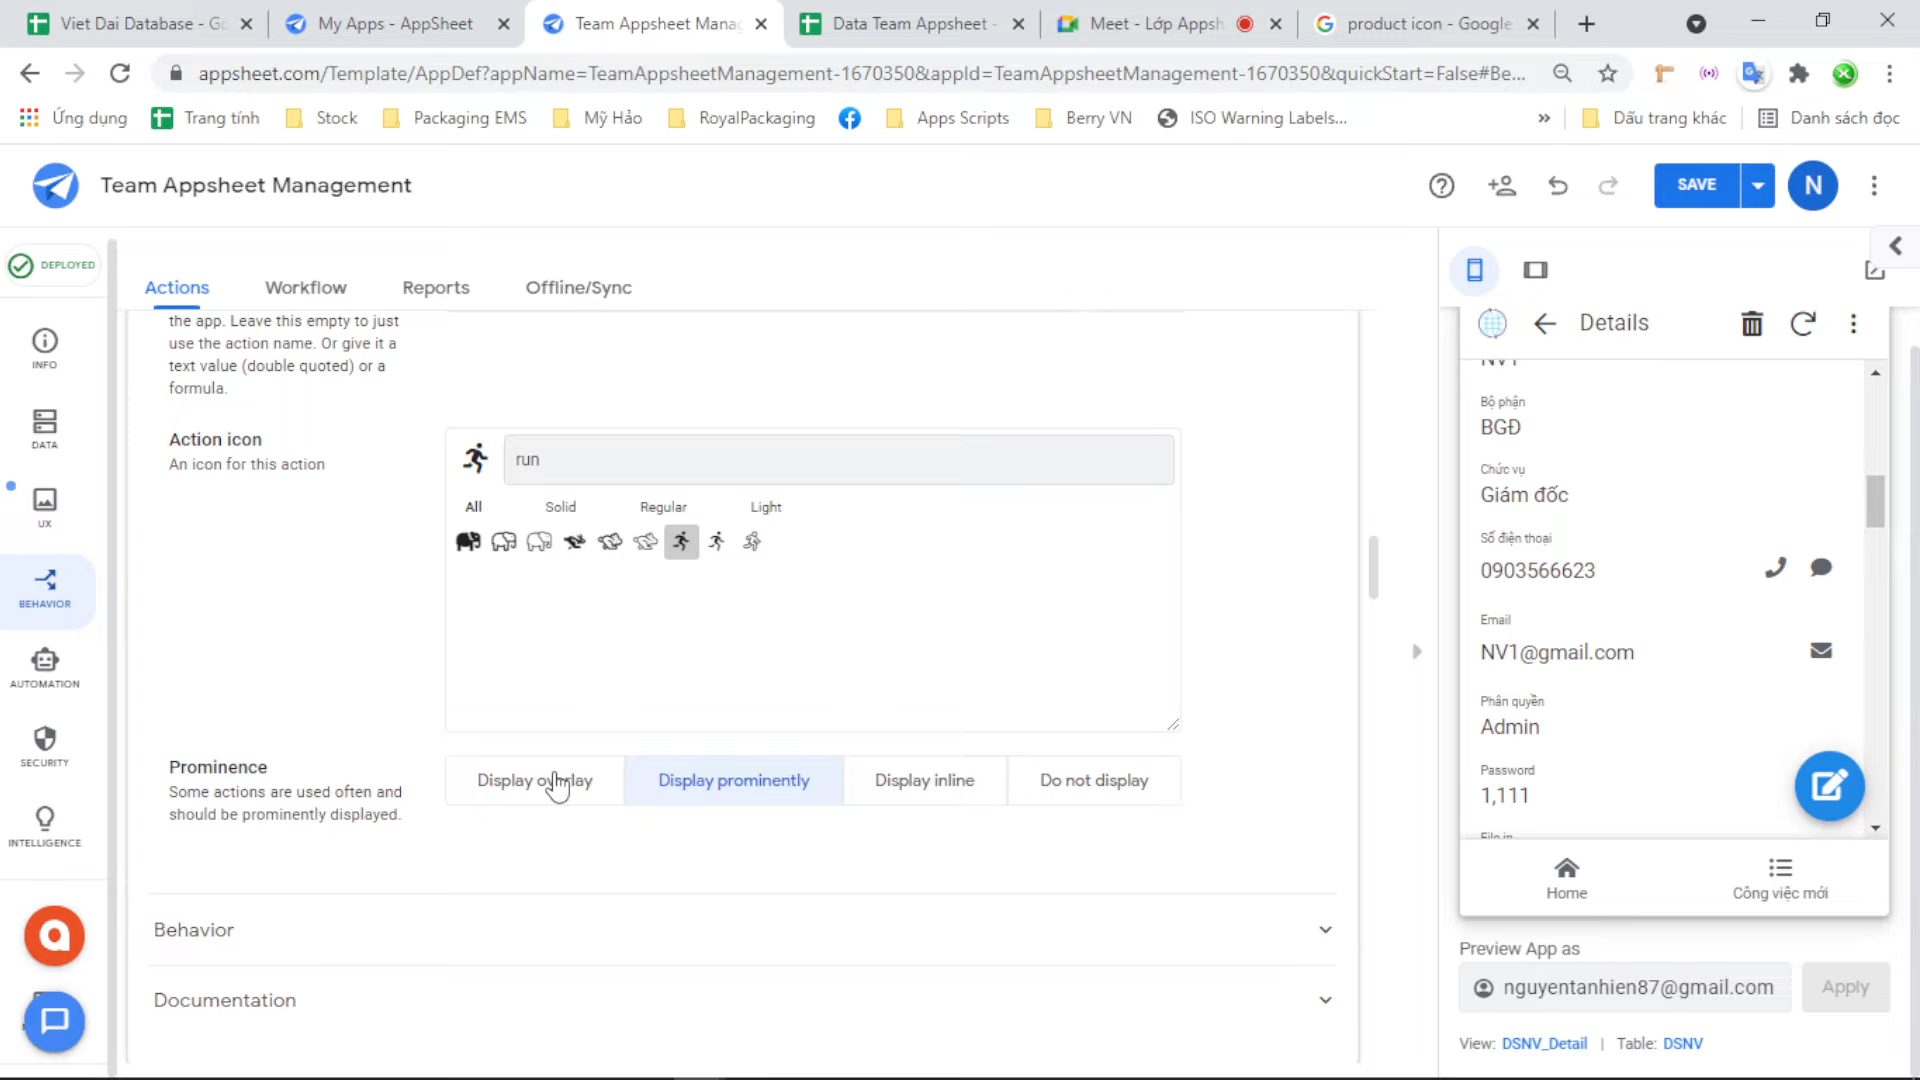 Viet Dai Database - Go
My Apps - AppSheet
Team Appsheet Manag
Data Team Appsheet -
Meet - Lớp Appsh
product icon - Google
appsheet.com/Template/AppDef?appName=TeamAppsheetManagement-1670350&appId=TeamAppsheetManagement-1670350&quickStart=False#Be...
Ứng dụng
Trang tính
Stock
Packaging EMS
Mỹ Hảo
RoyalPackaging
Apps Scripts
Berry VN
ISO Warning Labels...
»
Dấu trang khác
Danh sách đọc
Team Appsheet Management
SAVE
N
DEPLOYED
INFO
DATA
UX
BEHAVIOR
AUTOMATION
SECURITY
INTELLIGENCE
Actions
Workflow
Reports
Offline/Sync
the app. Leave this empty to just
use the action name. Or give it a
text value (double quoted) or a
formula.
Action icon
An icon for this action
run
All
Solid
Regular
Light
Prominence
Some actions are used often and
should be prominently displayed.
Display overlay
Display prominently
Display inline
Do not display
Behavior
Documentation
Details
NV1
Bộ phận
BGĐ
Chức vụ
Giám đốc
Số điện thoại
0903566623
Email
NV1@gmail.com
Phân quyền
Admin
Password
1,111
File in
Home
Công việc mới
Preview App as
nguyentanhien87@gmail.com
Apply
View: DSNV_Detail | Table: DSNV